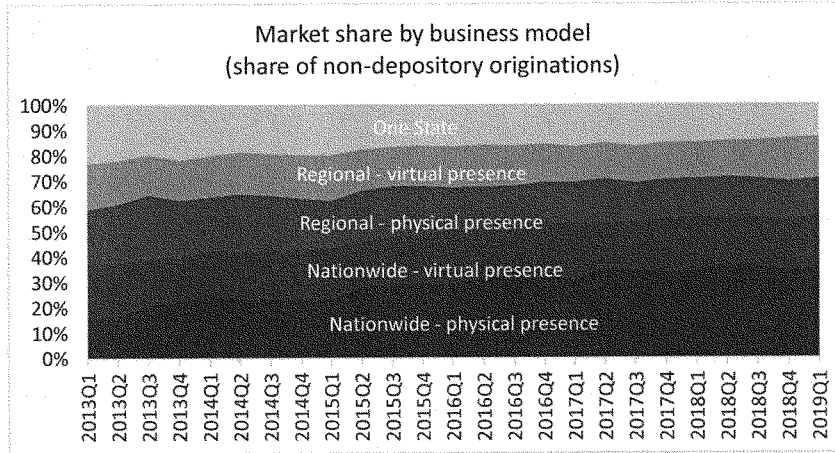 Market share by business model
(share of non-depository originations)
100%
90%
80%
70%
60%
50%
40%
30%
20%
10%
0%
One State
Regional - virtual presence
Regional - physical presence
Nationwide - virtual presence
Nationwide - physical presence
2013Q1
2013Q2
2013Q3
2013Q4
2014Q1
2014Q2
2014Q3
2014Q4
2015Q1
2015Q2
2015Q3
2015Q4
2016Q1
2016Q2
2016Q3
2016Q4
2017Q1
2017Q2
2017Q3
2017Q4
2018Q1
2018Q2
2018Q3
2018Q4
2019Q1